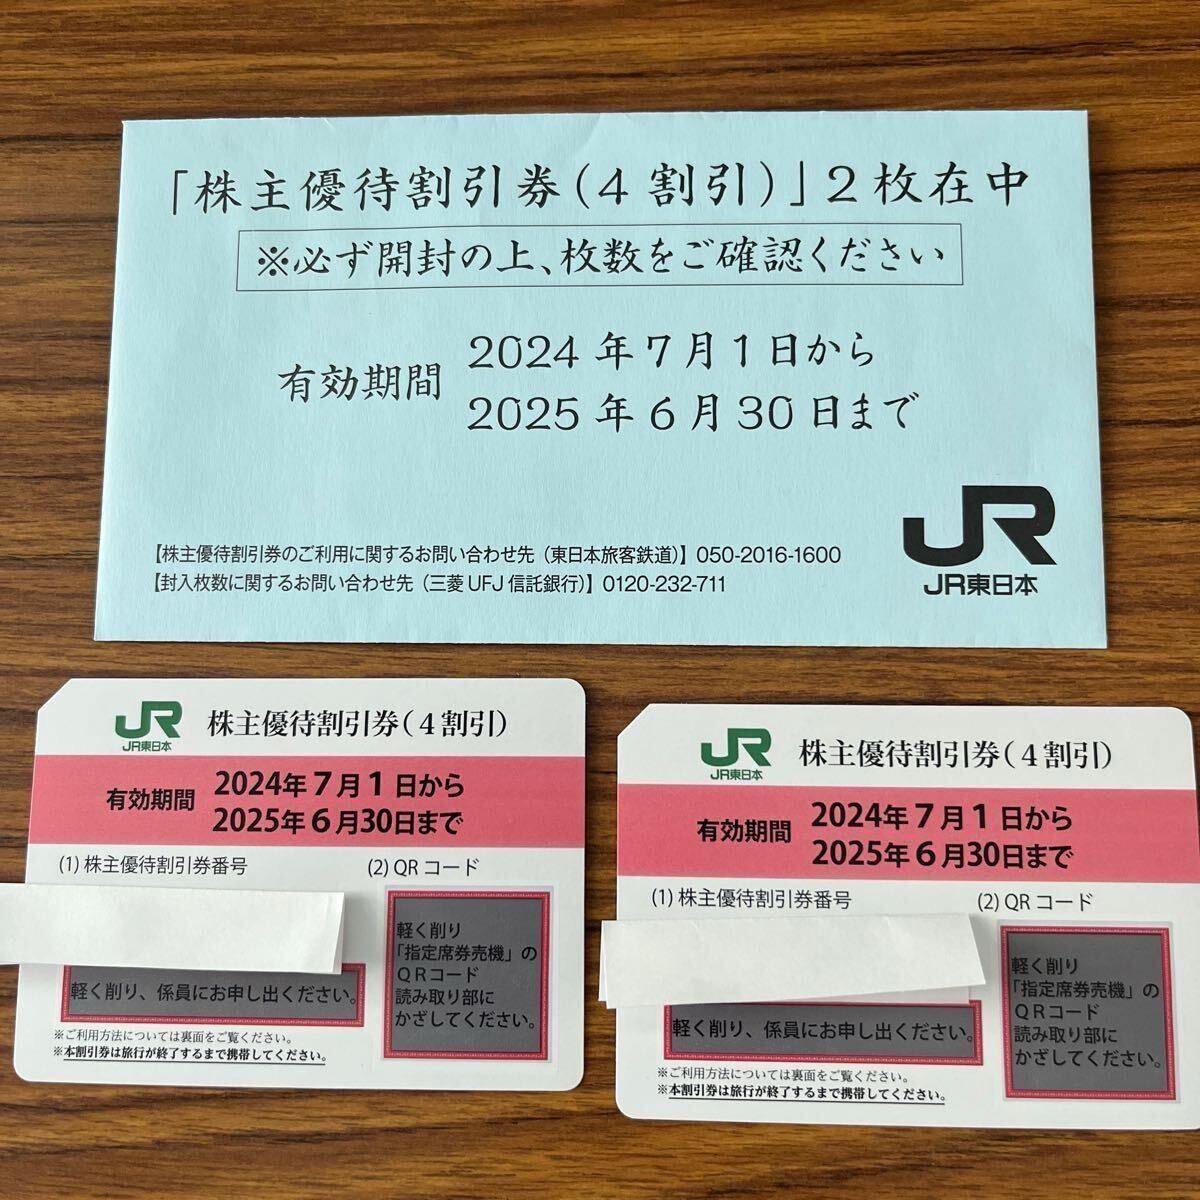 「株主優待割引券（4割引）」2枚在中
※必ず開封の上、枚数をご確認ください
有効期間
2024年7月1日から
2025年6月30日まで
【株主優待割引券のご利用に関するお問い合わせ先（東日本旅客鉄道）】050-2016-1600
【封入枚数に関するお問い合わせ先（三菱UFJ信託銀行）】0120-232-711
JR
JR東日本
JR
JR東日本
株主優待割引券（4割引）
有効期間
2024年7月1日から
2025年6月30日まで
(1) 株主優待割引券番号
(2) QRコード
軽く削り
「指定席券売機」の
QRコード
読み取り部に
かざしてください。
軽く削り、係員にお申し出ください。
※ご利用方法については裏面をご覧ください。
※本割引券は旅行が終了するまで携帯してください。
JR
JR東日本
株主優待割引券（4割引）
有効期間
2024年7月1日から
2025年6月30日まで
(1) 株主優待割引券番号
(2) QRコード
軽く削り
「指定席券売機」の
QRコード
読み取り部に
かざしてください。
軽く削り、係員にお申し出ください。
※ご利用方法については裏面をご覧ください。
※本割引券は旅行が終了するまで携帯してください。